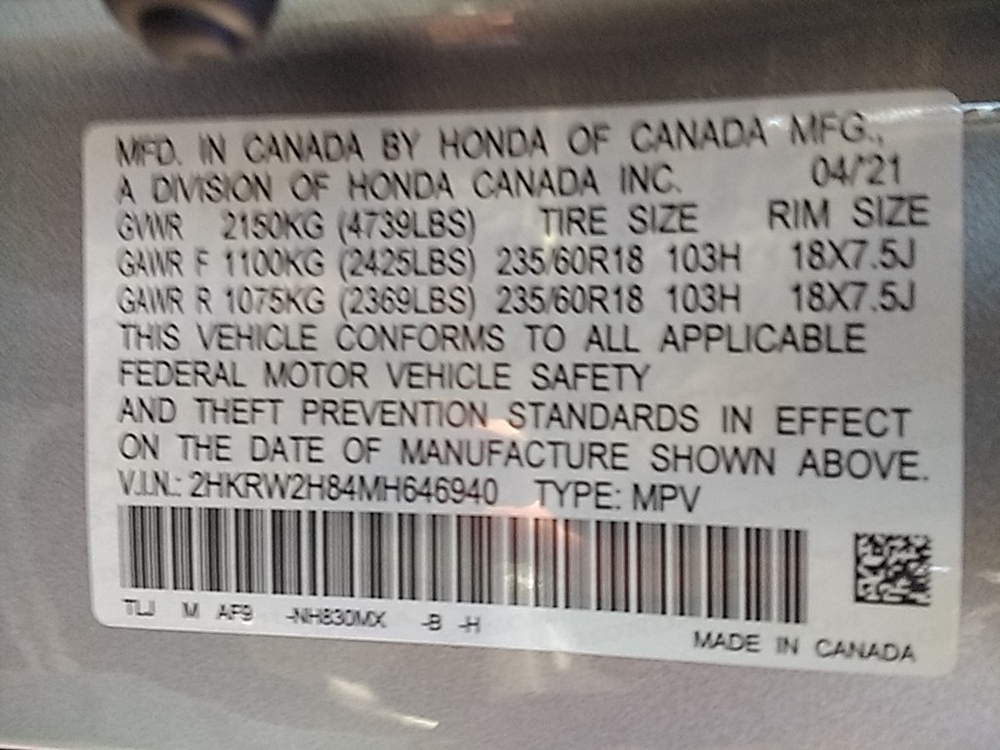 MFD. IN CANADA BY HONDA OF CANADA MFG.,
A DIVISION OF HONDA CANADA INC. 04/'21
GVWR 2150KG (4739LBS) TIRE SIZE RIM SIZE
GAWR F 1100KG (2425LBS) 235/60R18 103H 18X7.5J
GAWR R 1075KG (2369LBS) 235/60R18 103H 18X7.5J
THIS VEHICLE CONFORMS TO ALL APPLICABLE
FEDERAL MOTOR VEHICLE SAFETY
AND THEFT PREVENTION STANDARDS IN EFFECT
ON THE DATE OF MANUFACTURE SHOWN ABOVE.
V.I.N.: 2HKRW2H84MH646940 TYPE: MPV
TLJ M AF9 -NH830MX -B -H
MADE IN CANADA